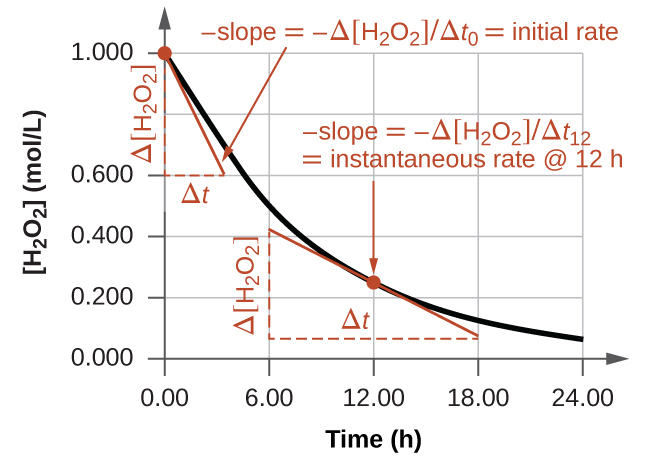 −slope = −Δ[H₂O₂]/Δt₀ = initial rate
1.000
Δ[H₂O₂]
−slope = −Δ[H₂O₂]/Δt₁₂
= instantaneous rate @ 12 h
0.600
Δt
[H₂O₂] (mol/L)
0.400
Δ[H₂O₂]
0.200
Δt
0.000
0.00 6.00 12.00 18.00 24.00
Time (h)